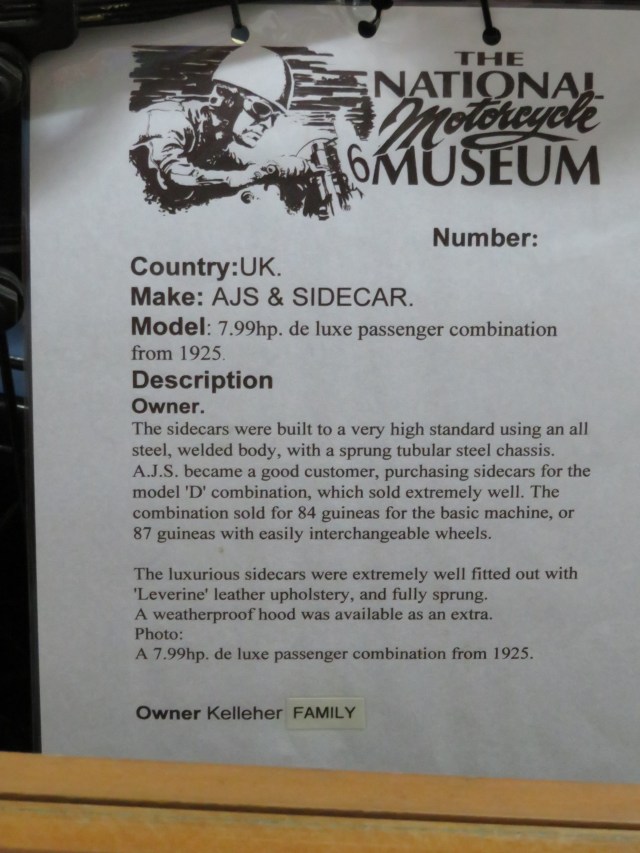 THE
NATIONAL
Motorcycle
MUSEUM
6
Number:
Country:UK.
Make: AJS & SIDECAR.
Model: 7.99hp. de luxe passenger combination
from 1925.
Description
Owner.
The sidecars were built to a very high standard using an all
steel, welded body, with a sprung tubular steel chassis.
A.J.S. became a good customer, purchasing sidecars for the
model 'D' combination, which sold extremely well. The
combination sold for 84 guineas for the basic machine, or
87 guineas with easily interchangeable wheels.
The luxurious sidecars were extremely well fitted out with
'Leverine' leather upholstery, and fully sprung.
A weatherproof hood was available as an extra.
Photo:
A 7.99hp. de luxe passenger combination from 1925.
Owner Kelleher FAMILY